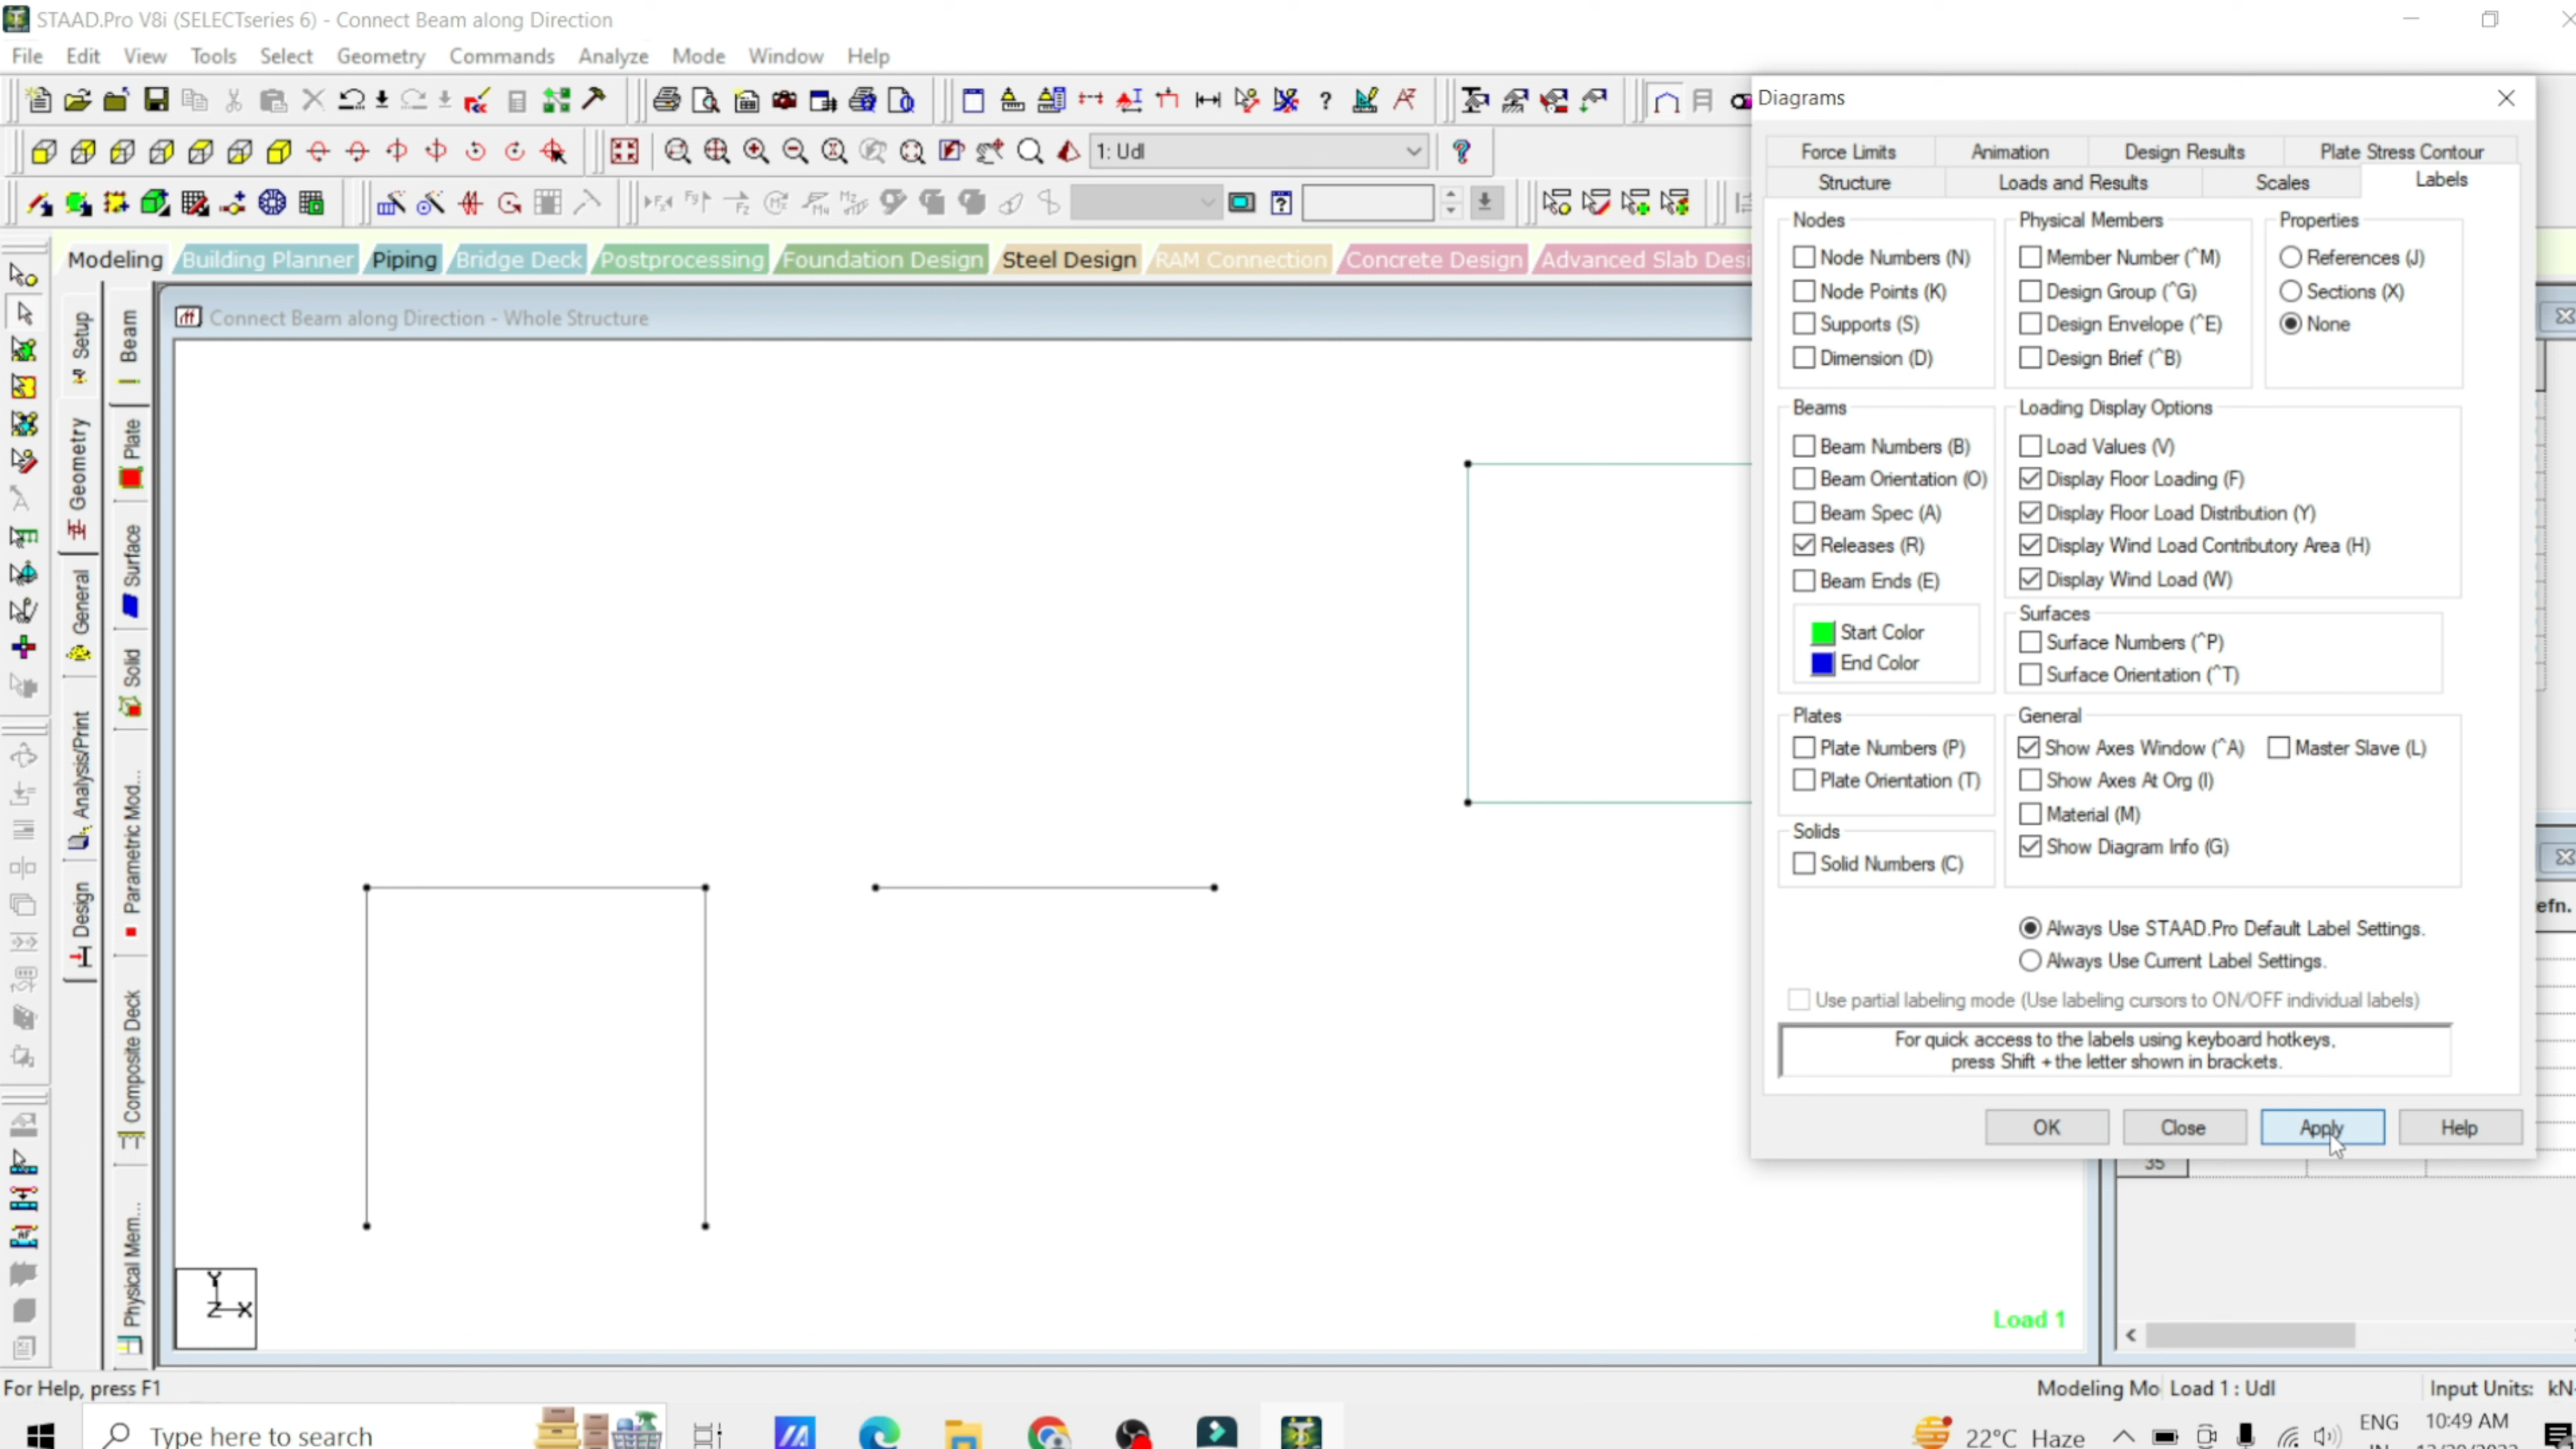 STAAD.Pro V8i (SELECTseries 6) - Connect Beam along Direction
File Edit View Tools Select Geometry Commands Analyze Mode Window Help
Diagrams
1: Udl
Force Limits Animation Design Results Plate Stress Contour
Structure Loads and Results Scales Labels
Modeling Building Planner Piping Bridge Deck Postprocessing Foundation Design Steel Design RAM Connection Concrete Design Advanced Slab Desi
Connect Beam along Direction - Whole Structure
Setup
Geometry
General
Analysis/Print
Design
Beam
Plate
Surface
Solid
Parametric Mod...
Composite Deck
Physical Mem...
Nodes
Node Numbers (N)
Node Points (K)
Supports (S)
Dimension (D)
Physical Members
Member Number (^M)
Design Group (^G)
Design Envelope (^E)
Design Brief (^B)
Properties
References (J)
Sections (X)
None
Beams
Beam Numbers (B)
Beam Orientation (O)
Beam Spec (A)
Releases (R)
Beam Ends (E)
Start Color
End Color
Loading Display Options
Load Values (V)
Display Floor Loading (F)
Display Floor Load Distribution (Y)
Display Wind Load Contributory Area (H)
Display Wind Load (W)
Surfaces
Surface Numbers (^P)
Surface Orientation (^T)
Plates
Plate Numbers (P)
Plate Orientation (T)
Solids
Solid Numbers (C)
General
Show Axes Window (^A) Master Slave (L)
Show Axes At Org (I)
Material (M)
Show Diagram Info (G)
Always Use STAAD.Pro Default Label Settings.
Always Use Current Label Settings.
Use partial labeling mode (Use labeling cursors to ON/OFF individual labels)
For quick access to the labels using keyboard hotkeys,
press Shift + the letter shown in brackets.
OK Close Apply Help
efn.
35
Y
Z X
Load 1
For Help, press F1
Modeling Mo Load 1 : Udl Input Units: kN-
Type here to search
22°C Haze
ENG
10:49 AM